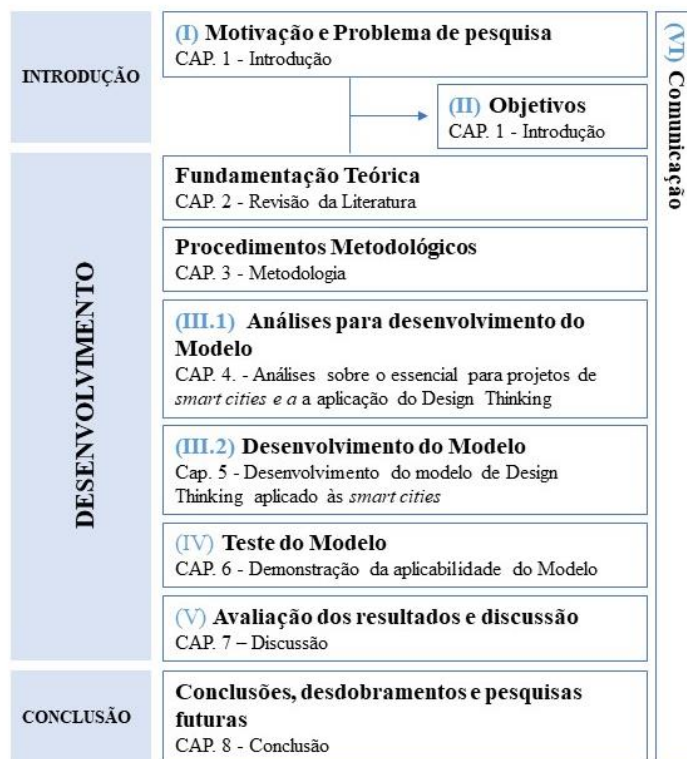 INTRODUÇÃO
(I) Motivação e Problema de pesquisa
CAP. 1 - Introdução
(II) Objetivos
CAP. 1 - Introdução
DESENVOLVIMENTO
Fundamentação Teórica
CAP. 2 - Revisão da Literatura
Procedimentos Metodológicos
CAP. 3 - Metodologia
(III.1) Análises para desenvolvimento do
Modelo
CAP. 4. - Análises sobre o essencial para projetos de
smart cities e a a aplicação do Design Thinking
(III.2) Desenvolvimento do Modelo
Cap. 5 - Desenvolvimento do modelo de Design
Thinking aplicado às smart cities
(IV) Teste do Modelo
CAP. 6 - Demonstração da aplicabilidade do Modelo
(V) Avaliação dos resultados e discussão
CAP. 7 – Discussão
CONCLUSÃO
Conclusões, desdobramentos e pesquisas
futuras
CAP. 8 - Conclusão
(VI) Comunicação